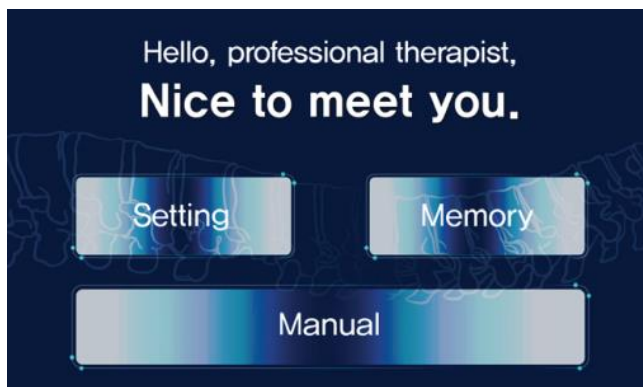 Hello, professional therapist,
Nice to meet you.
Setting
Memory
Manual